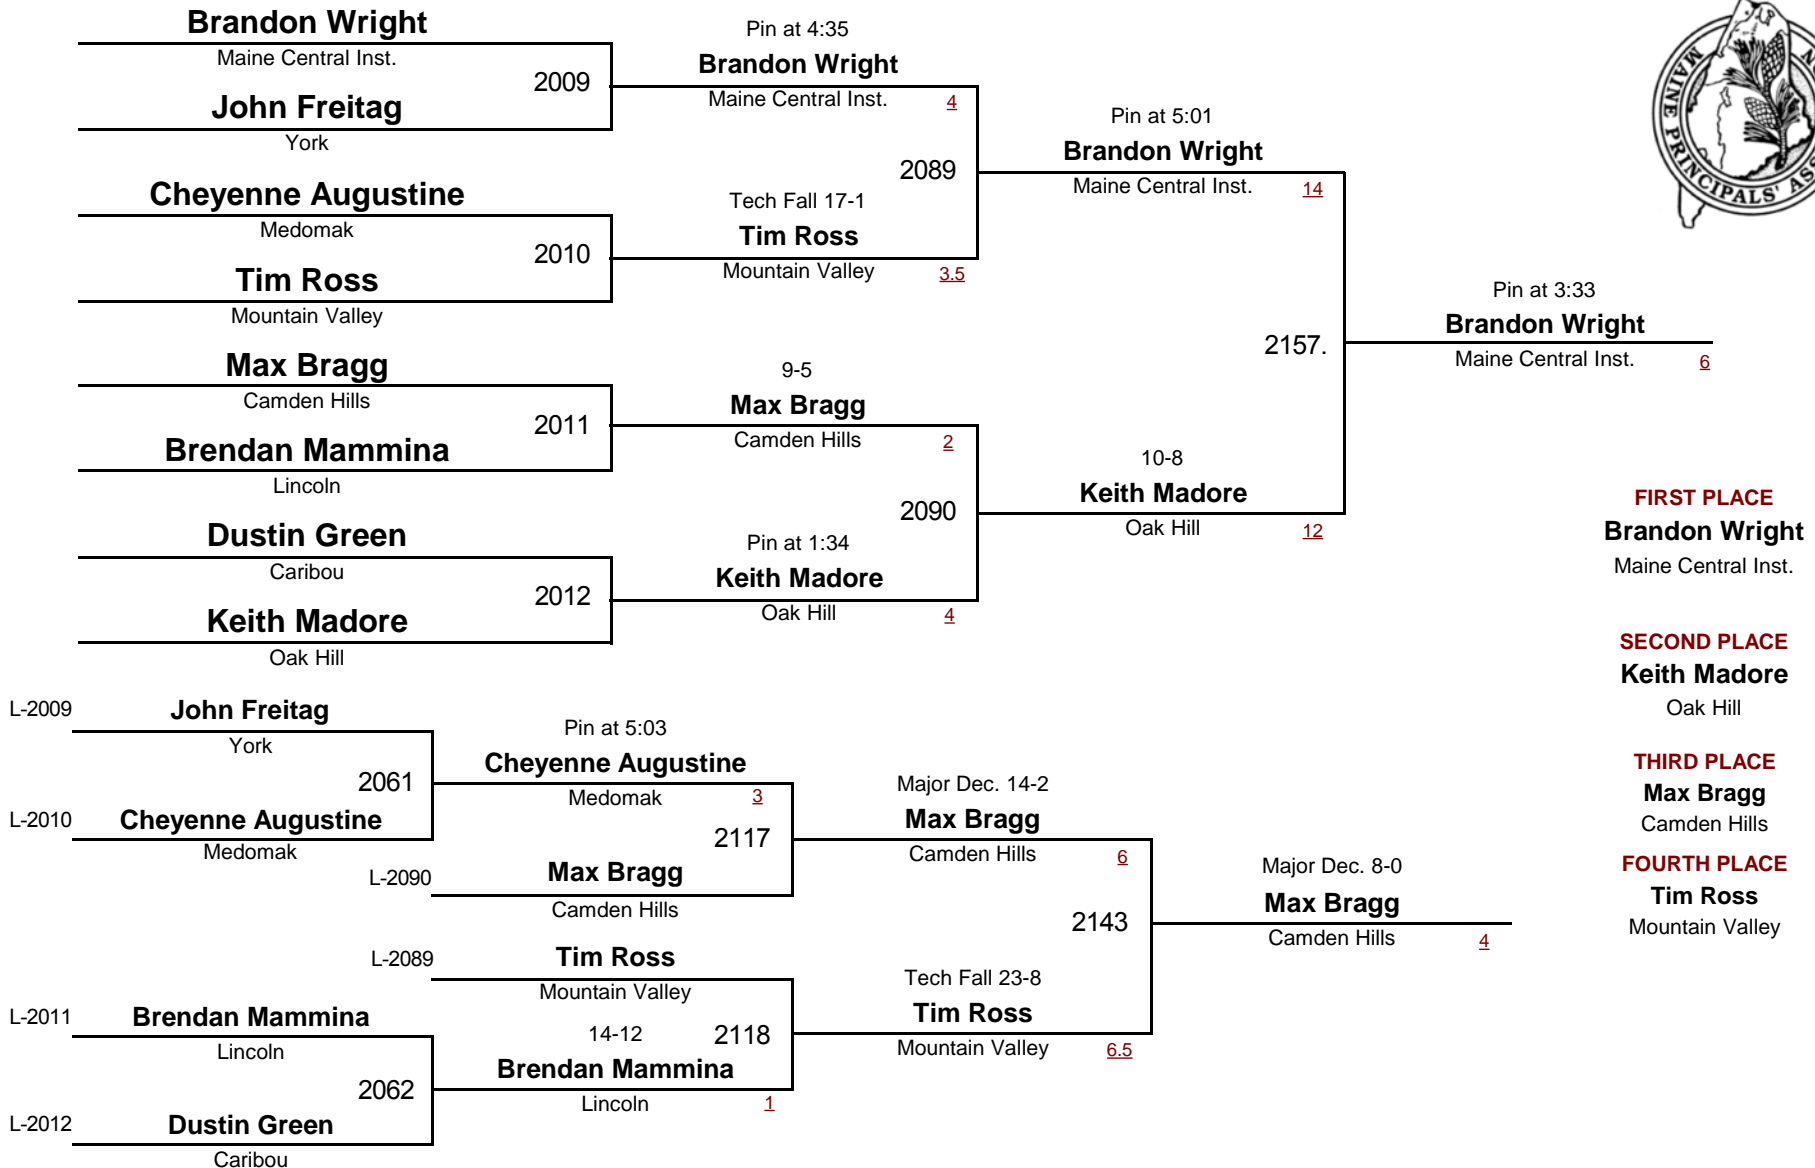 Brandon Wright
Maine Central Inst.
2009
John Freitag
York
Cheyenne Augustine
Medomak
2010
Tim Ross
Mountain Valley
Max Bragg
Camden Hills
2011
Brendan Mammina
Lincoln
Dustin Green
Caribou
2012
Keith Madore
Oak Hill
Pin at 4:35
Brandon Wright
Maine Central Inst. 4
2089
Tech Fall 17-1
Tim Ross
Mountain Valley 3.5
9-5
Max Bragg
Camden Hills 2
2090
Pin at 1:34
Keith Madore
Oak Hill 4
Pin at 5:01
Brandon Wright
Maine Central Inst. 14
2157.
10-8
Keith Madore
Oak Hill 12
Pin at 3:33
Brandon Wright
Maine Central Inst. 6
MAINE PRINCIPALS'
FIRST PLACE
Brandon Wright
Maine Central Inst.
SECOND PLACE
Keith Madore
Oak Hill
THIRD PLACE
Max Bragg
Camden Hills
FOURTH PLACE
Tim Ross
Mountain Valley
L-2009 John Freitag
York
2061
L-2010 Cheyenne Augustine
Medomak
Pin at 5:03
Cheyenne Augustine
Medomak 3
2117
L-2090 Max Bragg
Camden Hills
L-2089 Tim Ross
Mountain Valley
L-2011 Brendan Mammina
Lincoln
2062
L-2012 Dustin Green
Caribou
14-12 2118
Brendan Mammina
Lincoln 1
Major Dec. 14-2
Max Bragg
Camden Hills 6
2143
Tech Fall 23-8
Tim Ross
Mountain Valley 6.5
Major Dec. 8-0
Max Bragg
Camden Hills 4